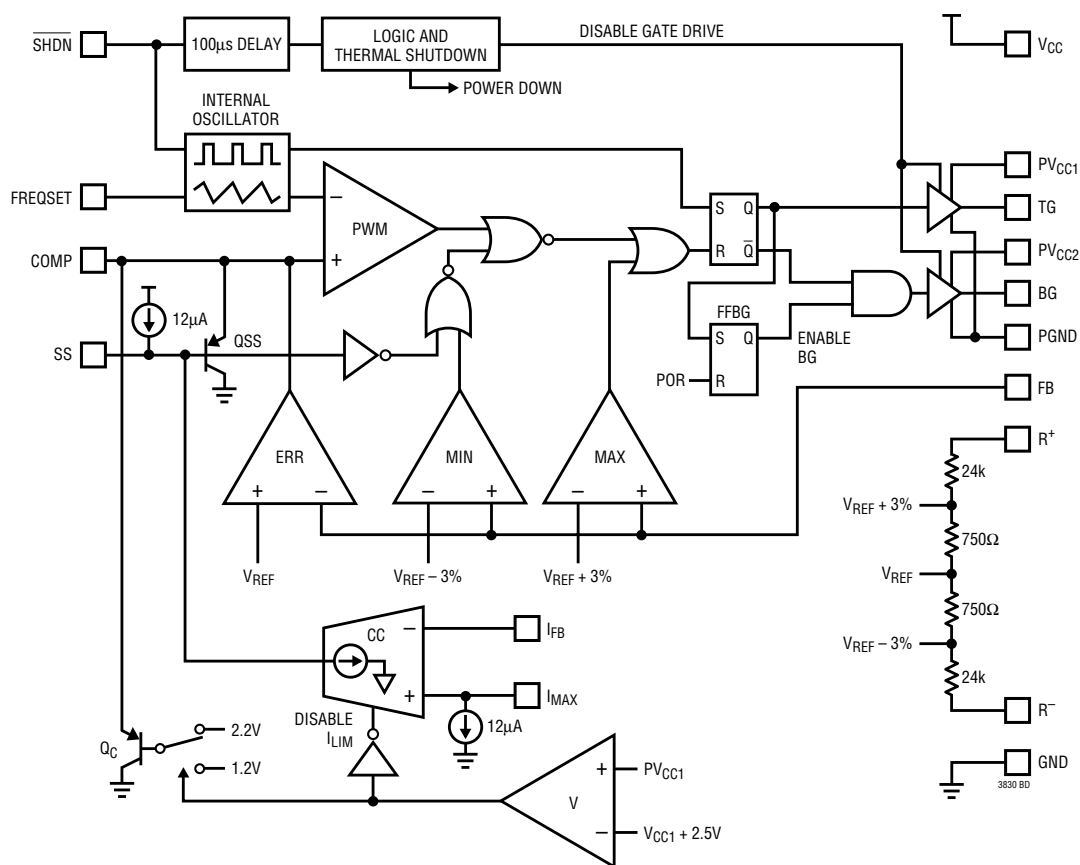 SHDN
100µs DELAY
LOGIC AND
THERMAL SHUTDOWN
DISABLE GATE DRIVE
VCC
POWER DOWN
INTERNAL
OSCILLATOR
PVCC1
FREQSET
–
PWM
+
S Q
R Q
TG
COMP
PVCC2
12µA
FFBG
BG
SS
QSS
S Q
R
ENABLE
BG
PGND
POR
FB
ERR
+ –
MIN
– +
MAX
– +
R+
24k
VREF + 3%
750Ω
VREF
VREF – 3%
VREF + 3%
VREF
750Ω
VREF – 3%
24k
R–
CC
–
+
IFB
IMAX
12µA
DISABLE
ILIM
QC
2.2V
1.2V
V
+
–
PVCC1
VCC1 + 2.5V
GND
3830 BD